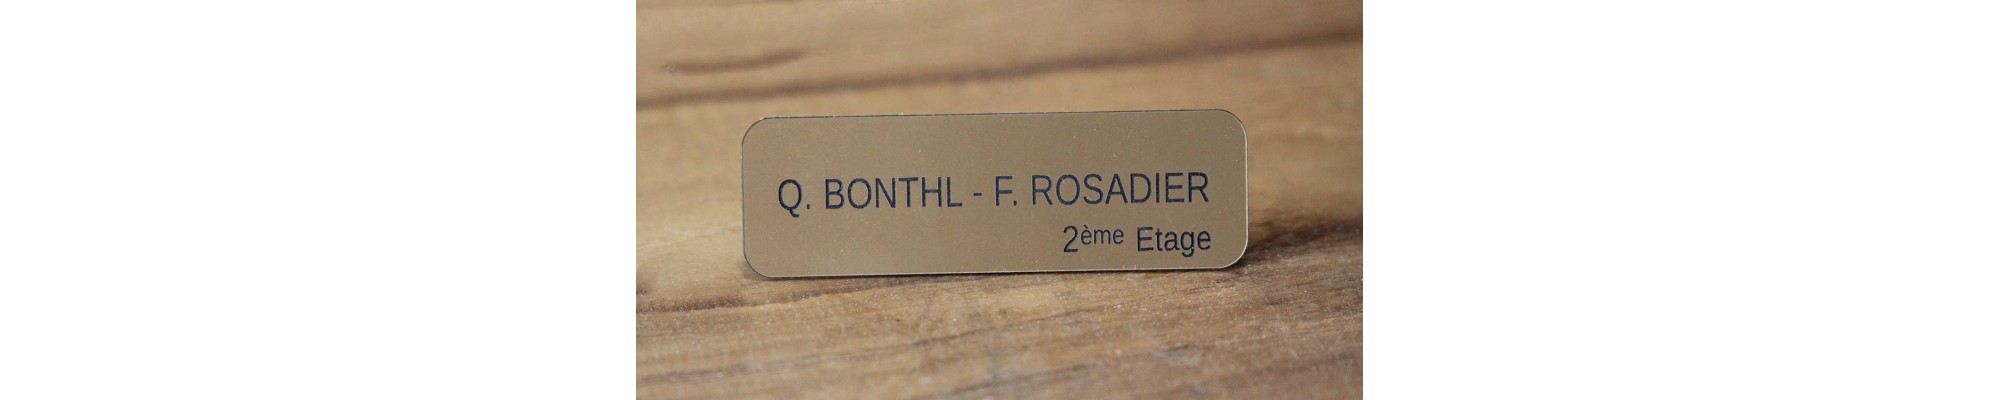 Q. BONTHL - F. ROSADIER
2ème Etage